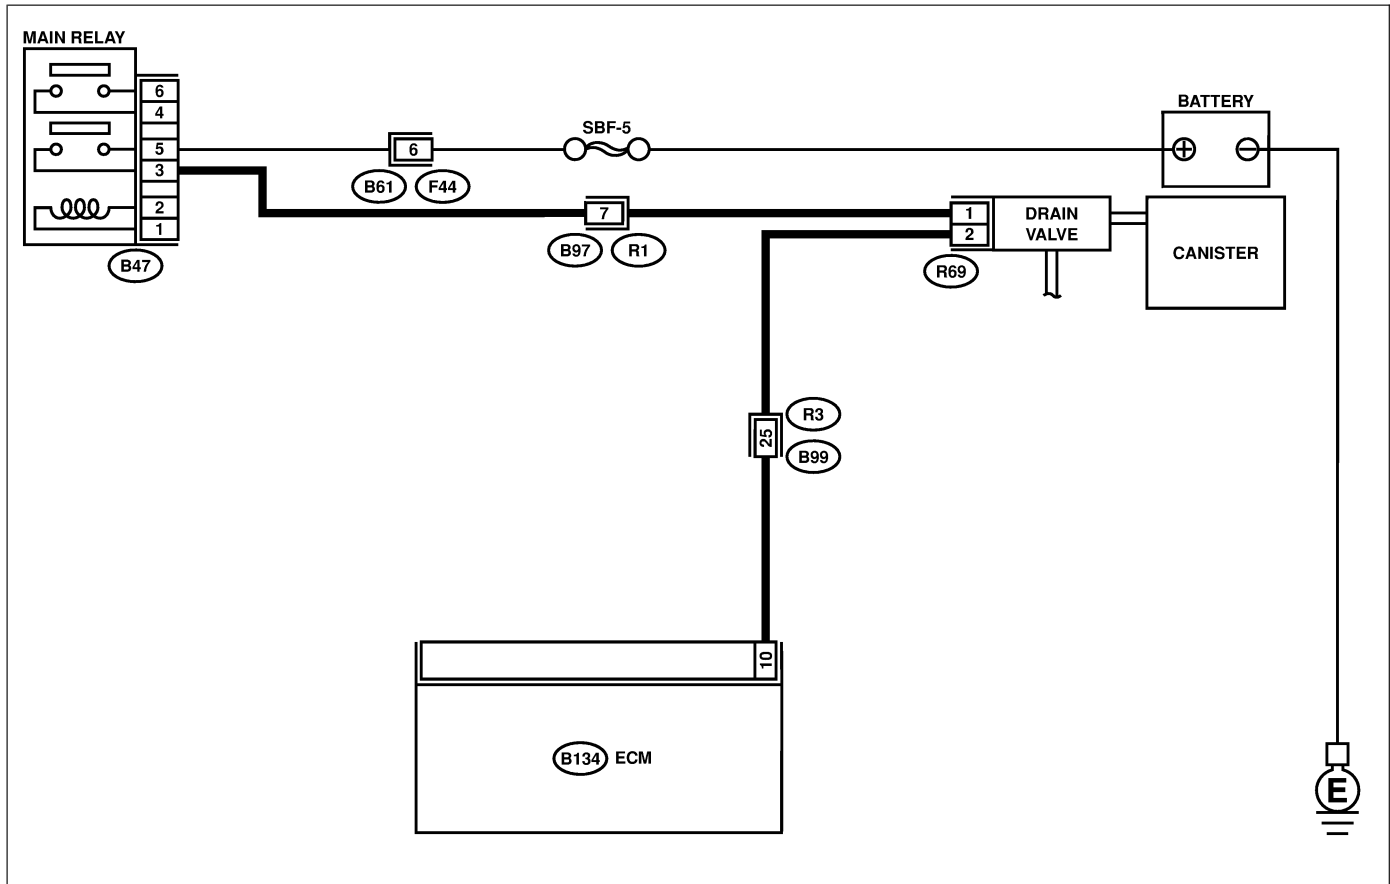 MAIN RELAY
6
4
5
3
2
1
B47
6
B61
F44
SBF-5
BATTERY
+
−
7
B97
R1
1
2
R69
DRAIN
VALVE
CANISTER
25
R3
B99
10
B134
ECM
E